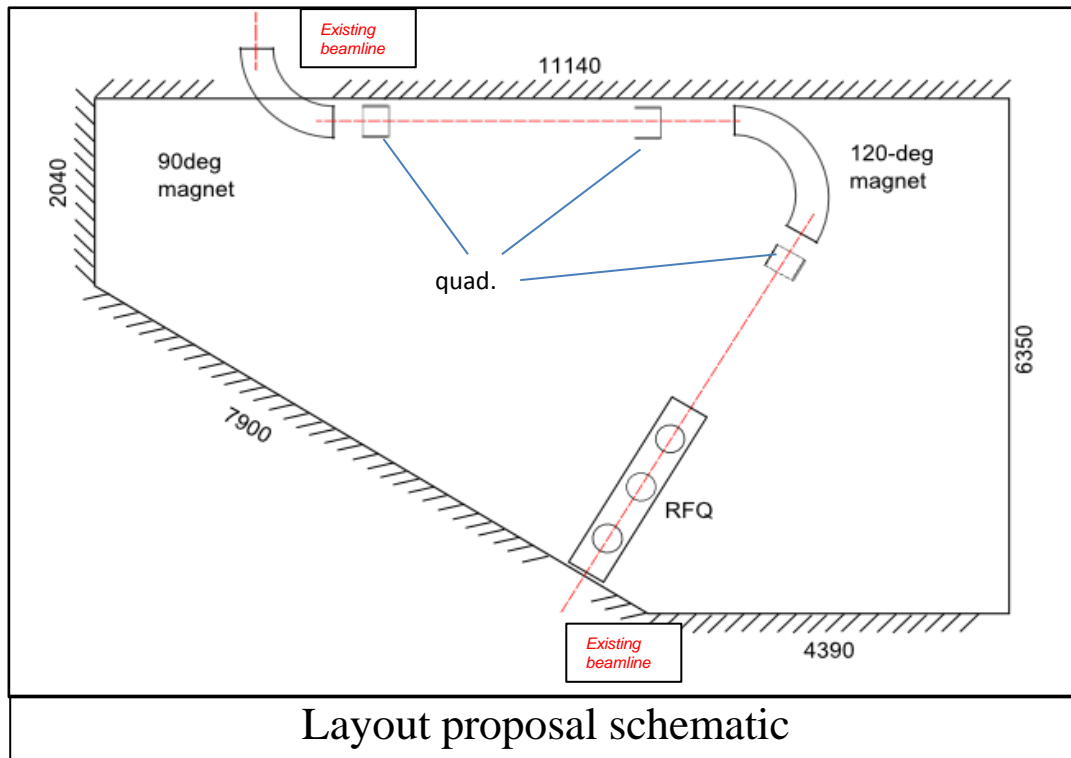 Existing
beamline
11140
90deg
magnet
120-deg
magnet
2040
quad.
6350
7900
RFQ
Existing
beamline
4390
Layout proposal schematic